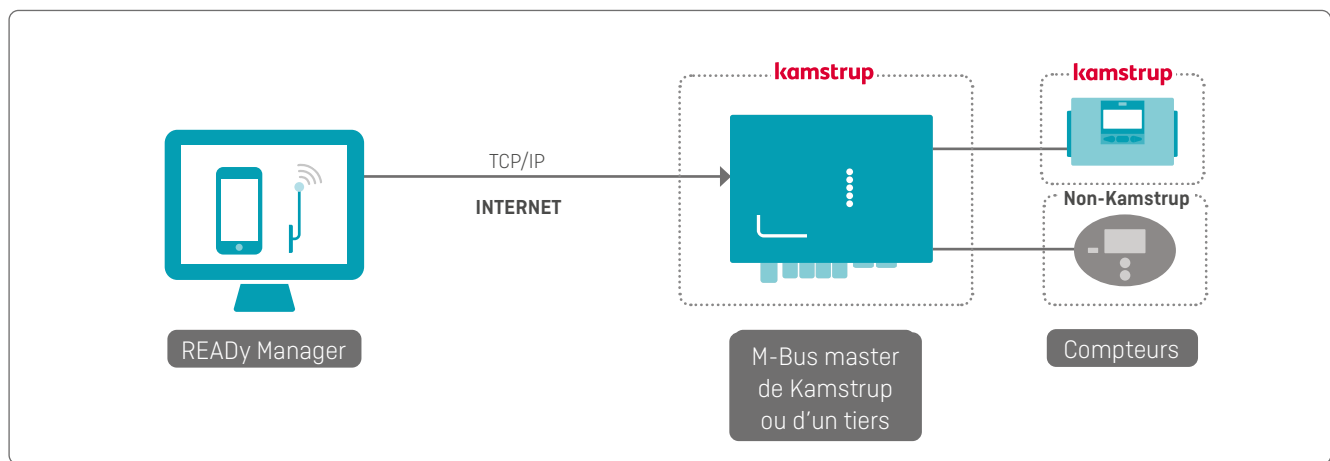 kamstrup
kamstrup
TCP/IP
INTERNET
Non-Kamstrup
READy Manager
M-Bus master
de Kamstrup
ou d'un tiers
Compteurs